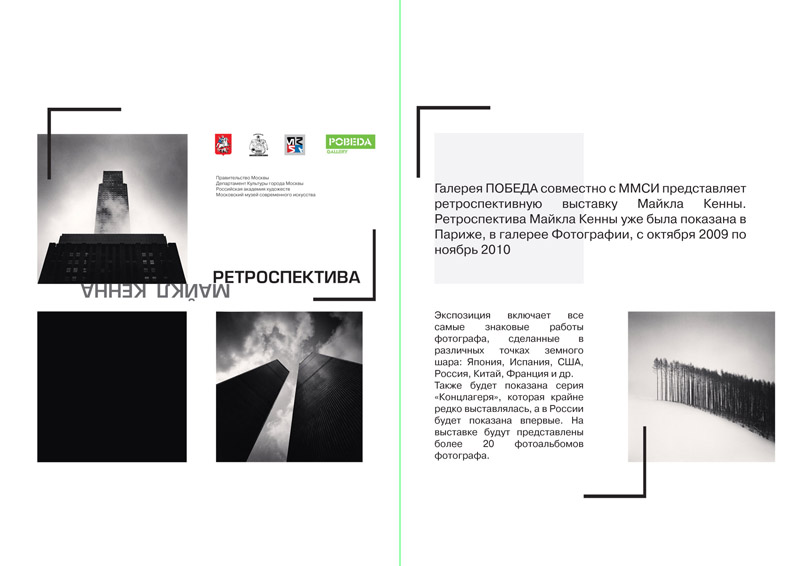 POBEDA
GALLERY
Правительство Москвы
Департамент Культуры города Москвы
Российская академия художеств
Московский музей современного искусства
РЕТРОСПЕКТИВА
МАЙКЛ КЕННА
Галерея ПОБЕДА совместно с ММСИ представляет
ретроспективную выставку Майкла Кенны.
Ретроспектива Майкла Кенны уже была показана в
Париже, в галерее Фотографии, с октября 2009 по
ноябрь 2010
Экспозиция включает все
самые знаковые работы
фотографа, сделанные в
различных точках земного
шара: Япония, Испания, США,
Россия, Китай, Франция и др.
Также будет показана серия
«Концлагеря», которая крайне
редко выставлялась, а в России
будет показана впервые. На
выставке будут представлены
более 20 фотоальбомов
фотографа.